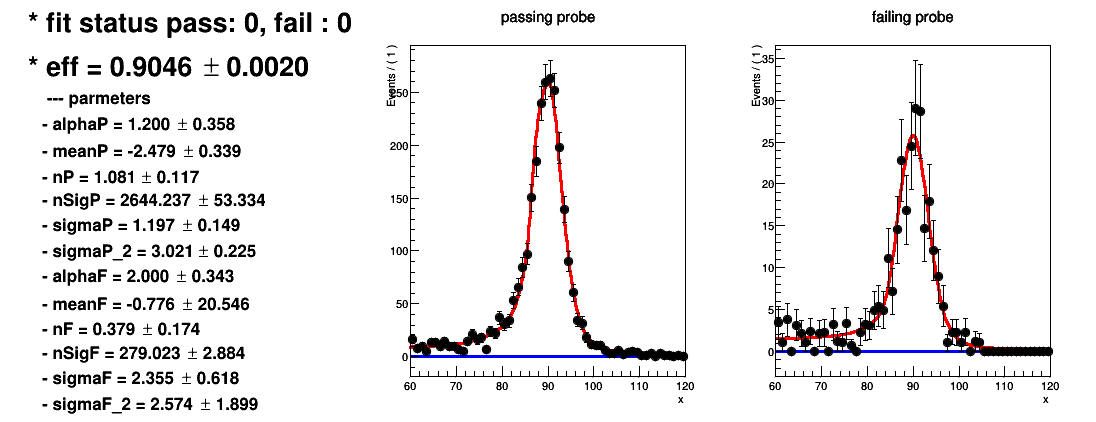 * fit status pass: 0, fail : 0
* eff = 0.9046 ± 0.0020
--- parmeters
- alphaP = 1.200 ± 0.358
- meanP = -2.479 ± 0.339
- nP = 1.081 ± 0.117
- nSigP = 2644.237 ± 53.334
- sigmaP = 1.197 ± 0.149
- sigmaP_2 = 3.021 ± 0.225
- alphaF = 2.000 ± 0.343
- meanF = -0.776 ± 20.546
- nF = 0.379 ± 0.174
- nSigF = 279.023 ± 2.884
- sigmaF = 2.355 ± 0.618
- sigmaF_2 = 2.574 ± 1.899
passing probe
Events / ( 1 )
250
200
150
100
50
0
60 70 80 90 100 110 120
x
failing probe
Events / ( 1 )
35
30
25
20
15
10
5
0
60 70 80 90 100 110 120
x